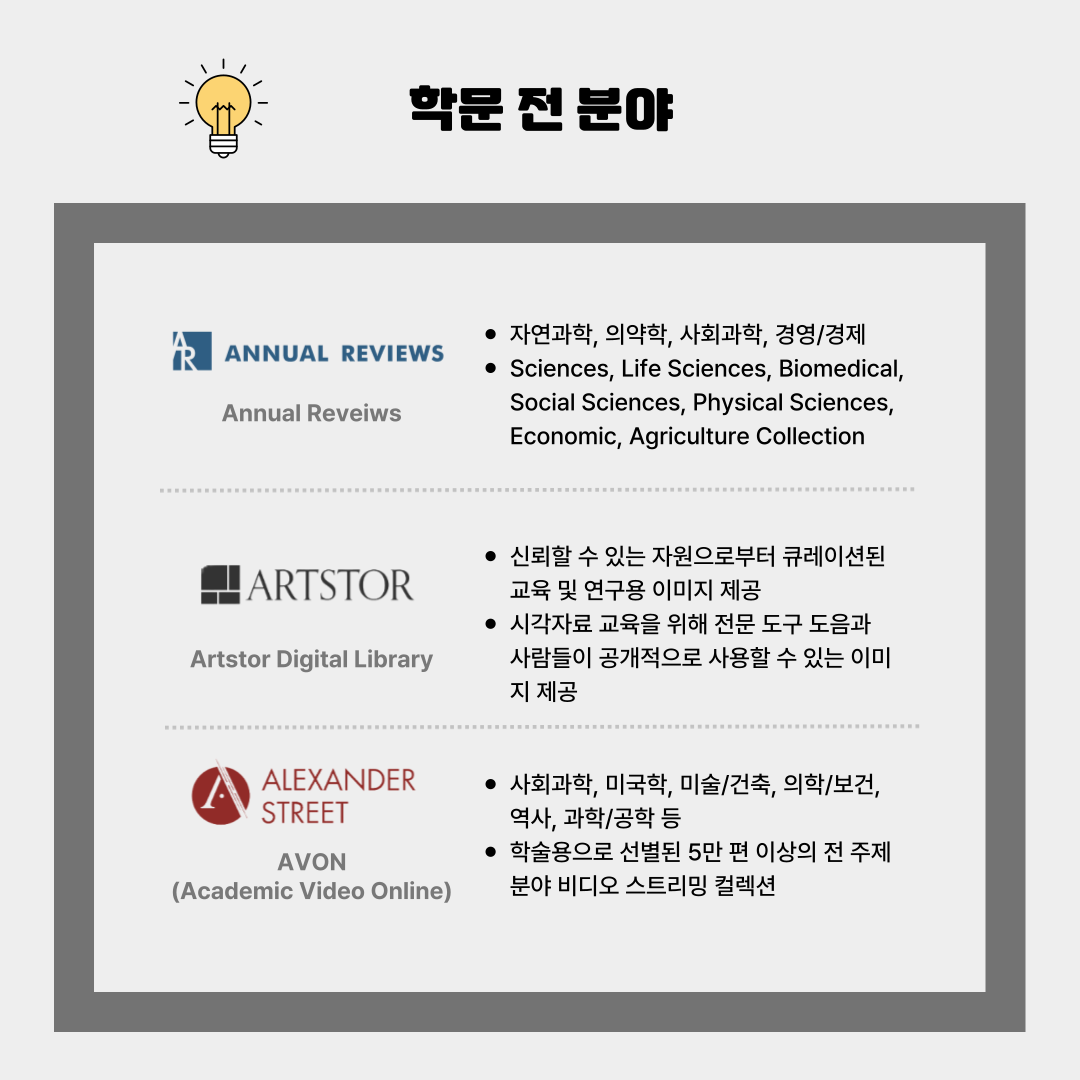 학문 전 분야
AR
ANNUAL REVIEWS
Annual Reveiws
• 자연과학, 의약학, 사회과학, 경영/경제
• Sciences, Life Sciences, Biomedical,
Social Sciences, Physical Sciences,
Economic, Agriculture Collection
ARTSTOR
Artstor Digital Library
• 신뢰할 수 있는 자원으로부터 큐레이션된
교육 및 연구용 이미지 제공
• 시각자료 교육을 위해 전문 도구 도음과
사람들이 공개적으로 사용할 수 있는 이미
지 제공
A
ALEXANDER
STREET
AVON
(Academic Video Online)
• 사회과학, 미국학, 미술/건축, 의학/보건,
역사, 과학/공학 등
• 학술용으로 선별된 5만 편 이상의 전 주제
분야 비디오 스트리밍 컬렉션